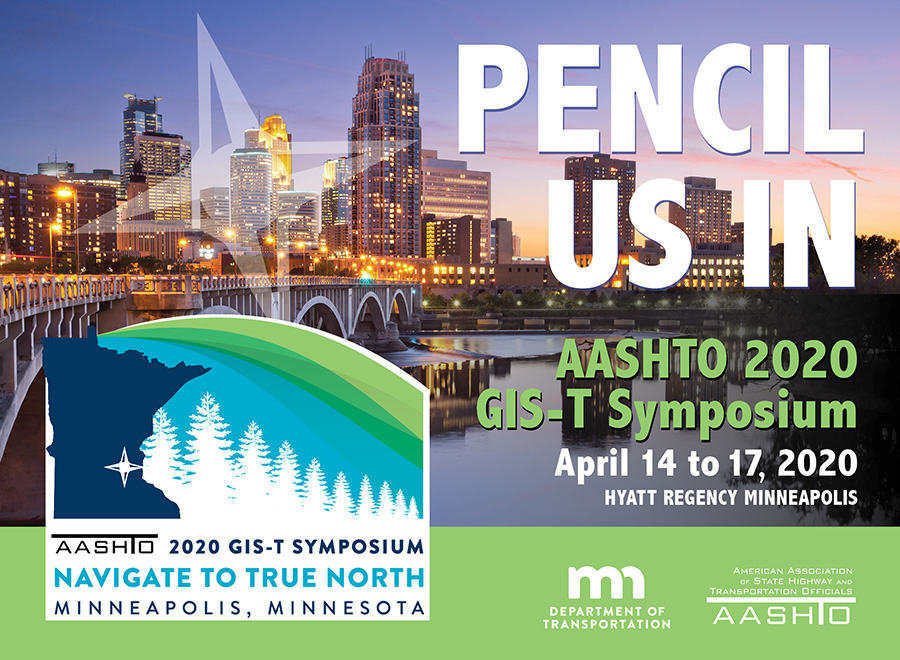 PENCIL
US IN
AASHTO 2020
GIS-T Symposium
April 14 to 17, 2020
HYATT REGENCY MINNEAPOLIS
AASHTO 2020 GIS-T SYMPOSIUM
NAVIGATE TO TRUE NORTH
MINNEAPOLIS, MINNESOTA
mn
DEPARTMENT OF
TRANSPORTATION
AMERICAN ASSOCIATION
OF STATE HIGHWAY AND
TRANSPORTATION OFFICIALS
AASHTO